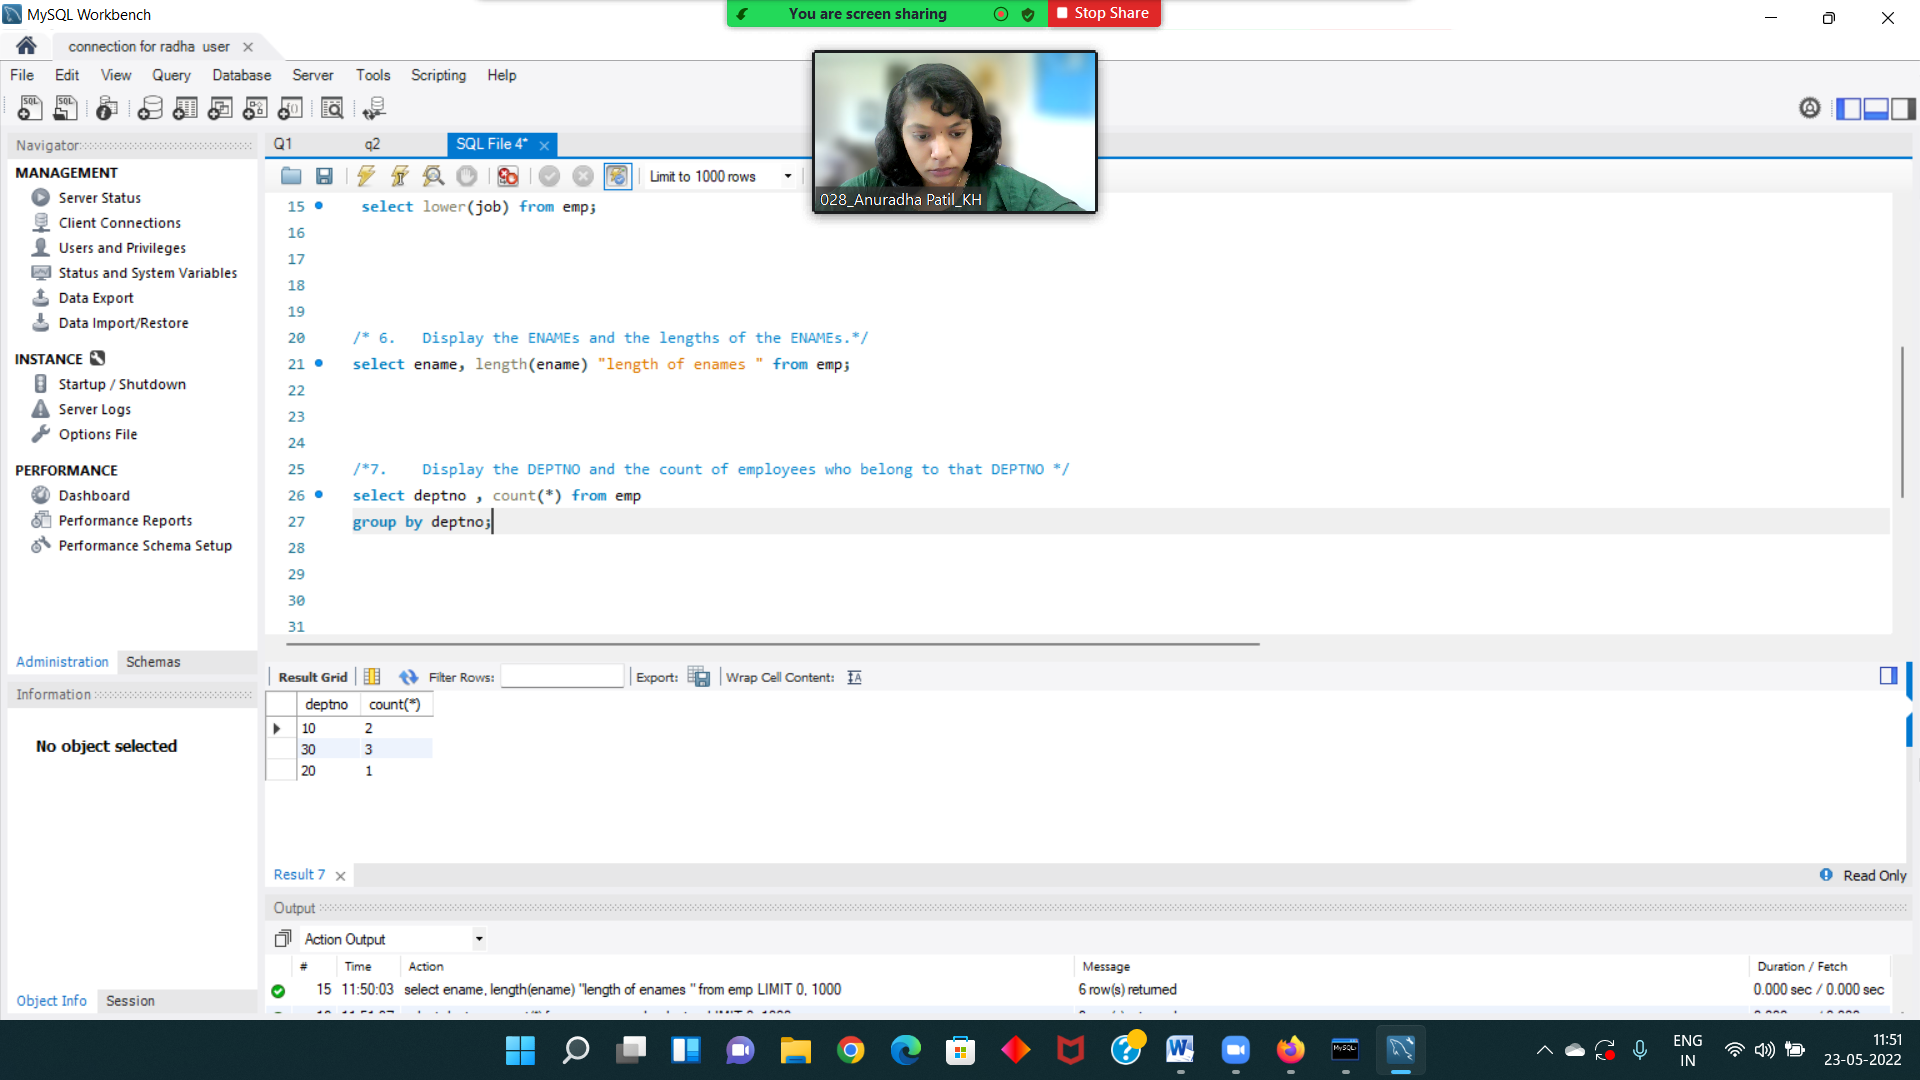 MySQL Workbench
You are screen sharing
Stop Share
connection for radha user
File Edit View Query Database Server Tools Scripting Help
Navigator
MANAGEMENT
Server Status
Client Connections
Users and Privileges
Status and System Variables
Data Export
Data Import/Restore
INSTANCE
Startup / Shutdown
Server Logs
Options File
PERFORMANCE
Dashboard
Performance Reports
Performance Schema Setup
Administration Schemas
Information
No object selected
Object Info Session
Q1 q2 SQL File 4*
Limit to 1000 rows
028_Anuradha Patil_KH
15 select lower(job) from emp;
16
17
18
19
20 /* 6. Display the ENAMEs and the lengths of the ENAMEs.*/
21 select ename, length(ename) "length of enames " from emp;
22
23
24
25 /*7. Display the DEPTNO and the count of employees who belong to that DEPTNO */
26 select deptno , count(*) from emp
27 group by deptno;
28
29
30
31
Result Grid Filter Rows: Export: Wrap Cell Content:
deptno count(*)
10 2
30 3
20 1
Result 7
Read Only
Output
Action Output
# Time Action Message Duration / Fetch
15 11:50:03 select ename, length(ename) "length of enames " from emp LIMIT 0, 1000 6 row(s) returned 0.000 sec / 0.000 sec
ENG
IN
11:51
23-05-2022